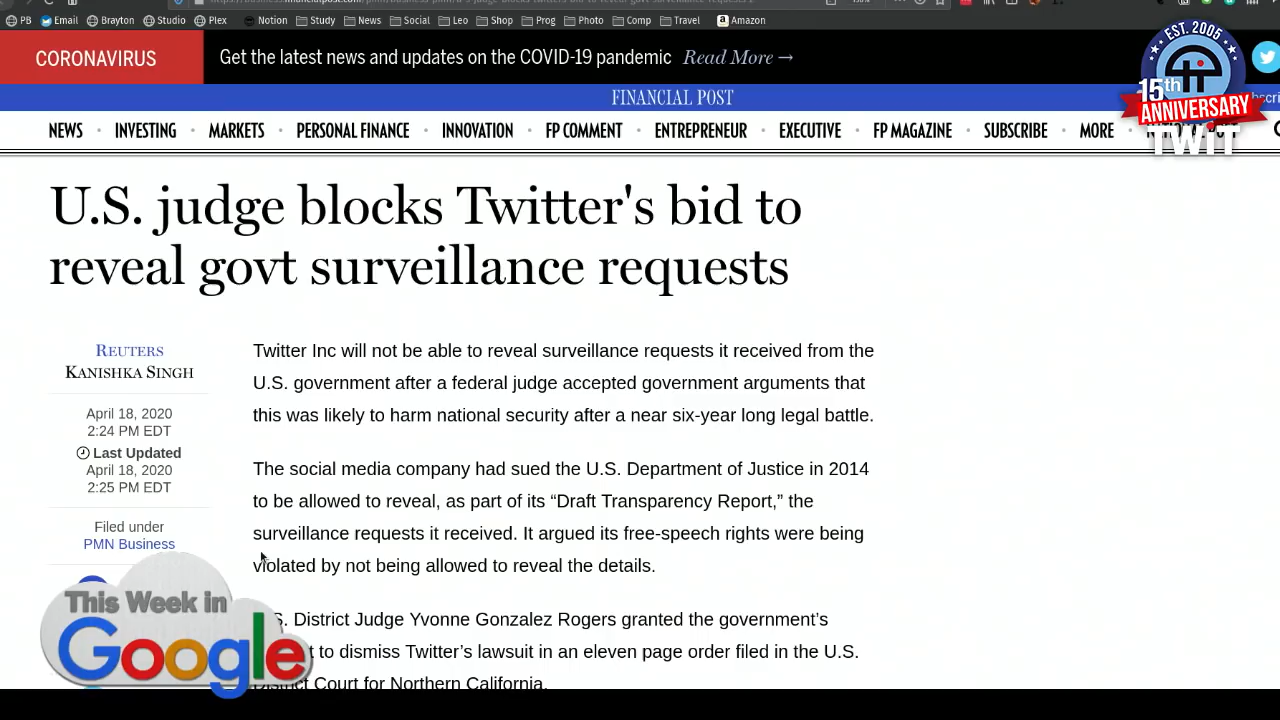 PB Email Brayton Studio Plex Notion Study News Social Leo Shop Prog Photo Comp Travel Amazon
EST. 2005
15th
ANNIVERSARY
TWiT
CORONAVIRUS Get the latest news and updates on the COVID-19 pandemic Read More →
FINANCIAL POST
NEWS • INVESTING • MARKETS • PERSONAL FINANCE • INNOVATION • FP COMMENT • ENTREPRENEUR • EXECUTIVE • FP MAGAZINE • SUBSCRIBE • MORE •
U.S. judge blocks Twitter's bid to
reveal govt surveillance requests
REUTERS
KANISHKA SINGH
April 18, 2020
2:24 PM EDT
Last Updated
April 18, 2020
2:25 PM EDT
Filed under
PMN Business
Twitter Inc will not be able to reveal surveillance requests it received from the
U.S. government after a federal judge accepted government arguments that
this was likely to harm national security after a near six-year long legal battle.
The social media company had sued the U.S. Department of Justice in 2014
to be allowed to reveal, as part of its “Draft Transparency Report,” the
surveillance requests it received. It argued its free-speech rights were being
violated by not being allowed to reveal the details.
S. District Judge Yvonne Gonzalez Rogers granted the government’s
t to dismiss Twitter’s lawsuit in an eleven page order filed in the U.S.
District Court for Northern California.
This Week in
Google